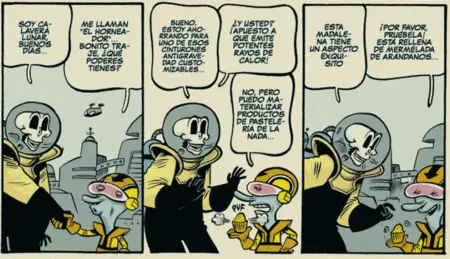 SOY CA-
LAVERA
LUNAR,
BUENOS
DÍAS...
ME LLAMAN
"EL HORNEA-
DOR"...
BONITO TRA-
JE, ¿QUÉ
PODERES
TIENES?
BUENO,
ESTOY AHO-
RRANDO PARA
UNO DE ESOS
CINTURONES
ANTIGRAVE-
DAD CUSTO-
MIZABLES...
¿Y USTED?
¡APUESTO A
QUE EMITE
POTENTES
RAYOS DE
CALOR!
NO, PERO
PUEDO MA-
TERIALIZAR
PRODUCTOS
DE PASTELE-
RÍA DE LA
NADA...
PUF
ESTA
MADALE-
NA TIENE
UN ASPECTO
EXQUI-
SITO
¡POR FAVOR,
PRUÉBELA!
ESTÁ RELLENA
DE MERMELADA
DE ARÁNDANOS...